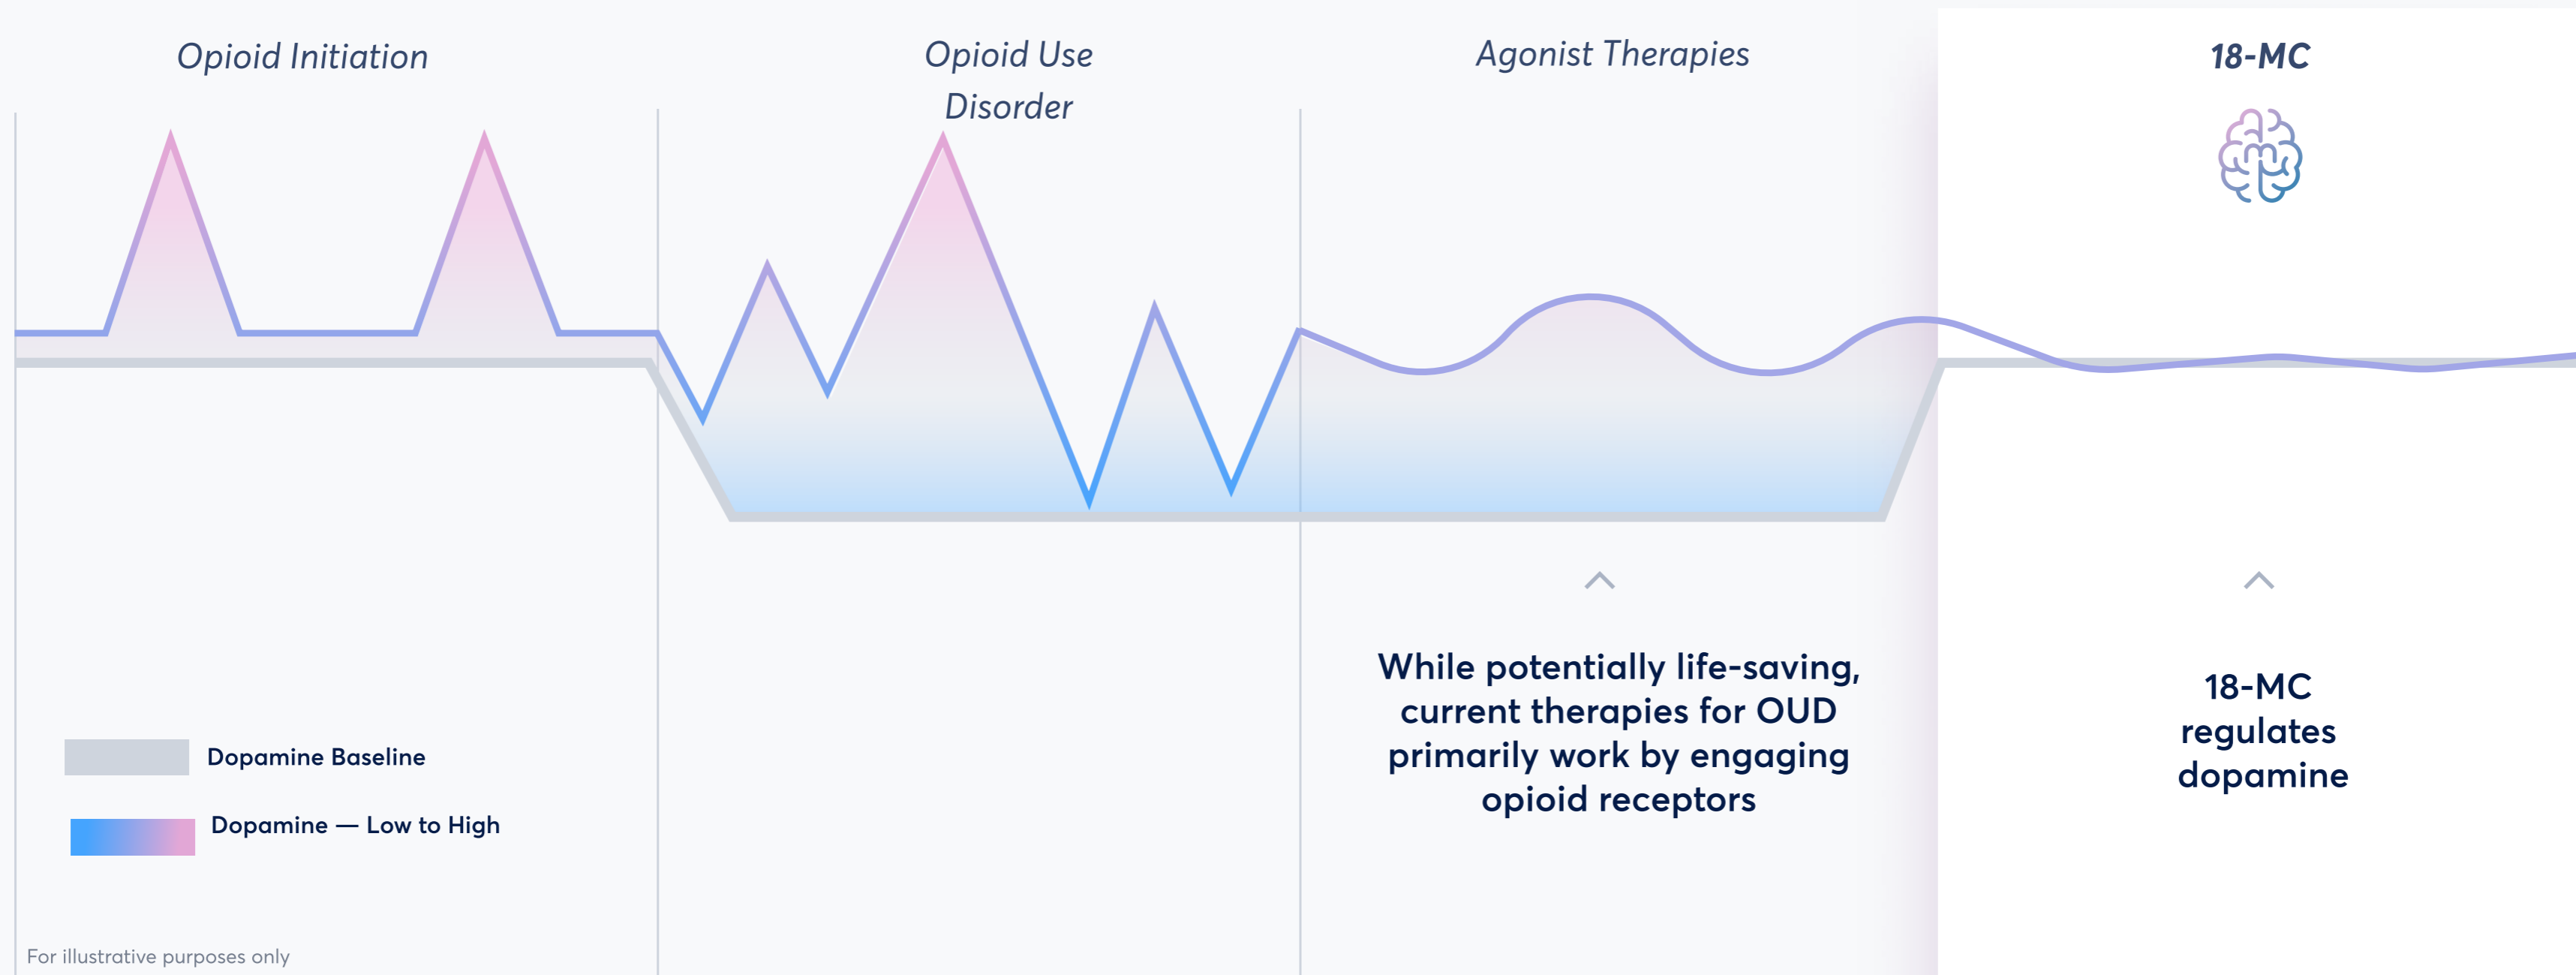 Opioid Initiation
Opioid Use
Disorder
Agonist Therapies
18-MC
While potentially life-saving,
current therapies for OUD
primarily work by engaging
opioid receptors
18-MC
regulates
dopamine
Dopamine Baseline
Dopamine — Low to High
For illustrative purposes only